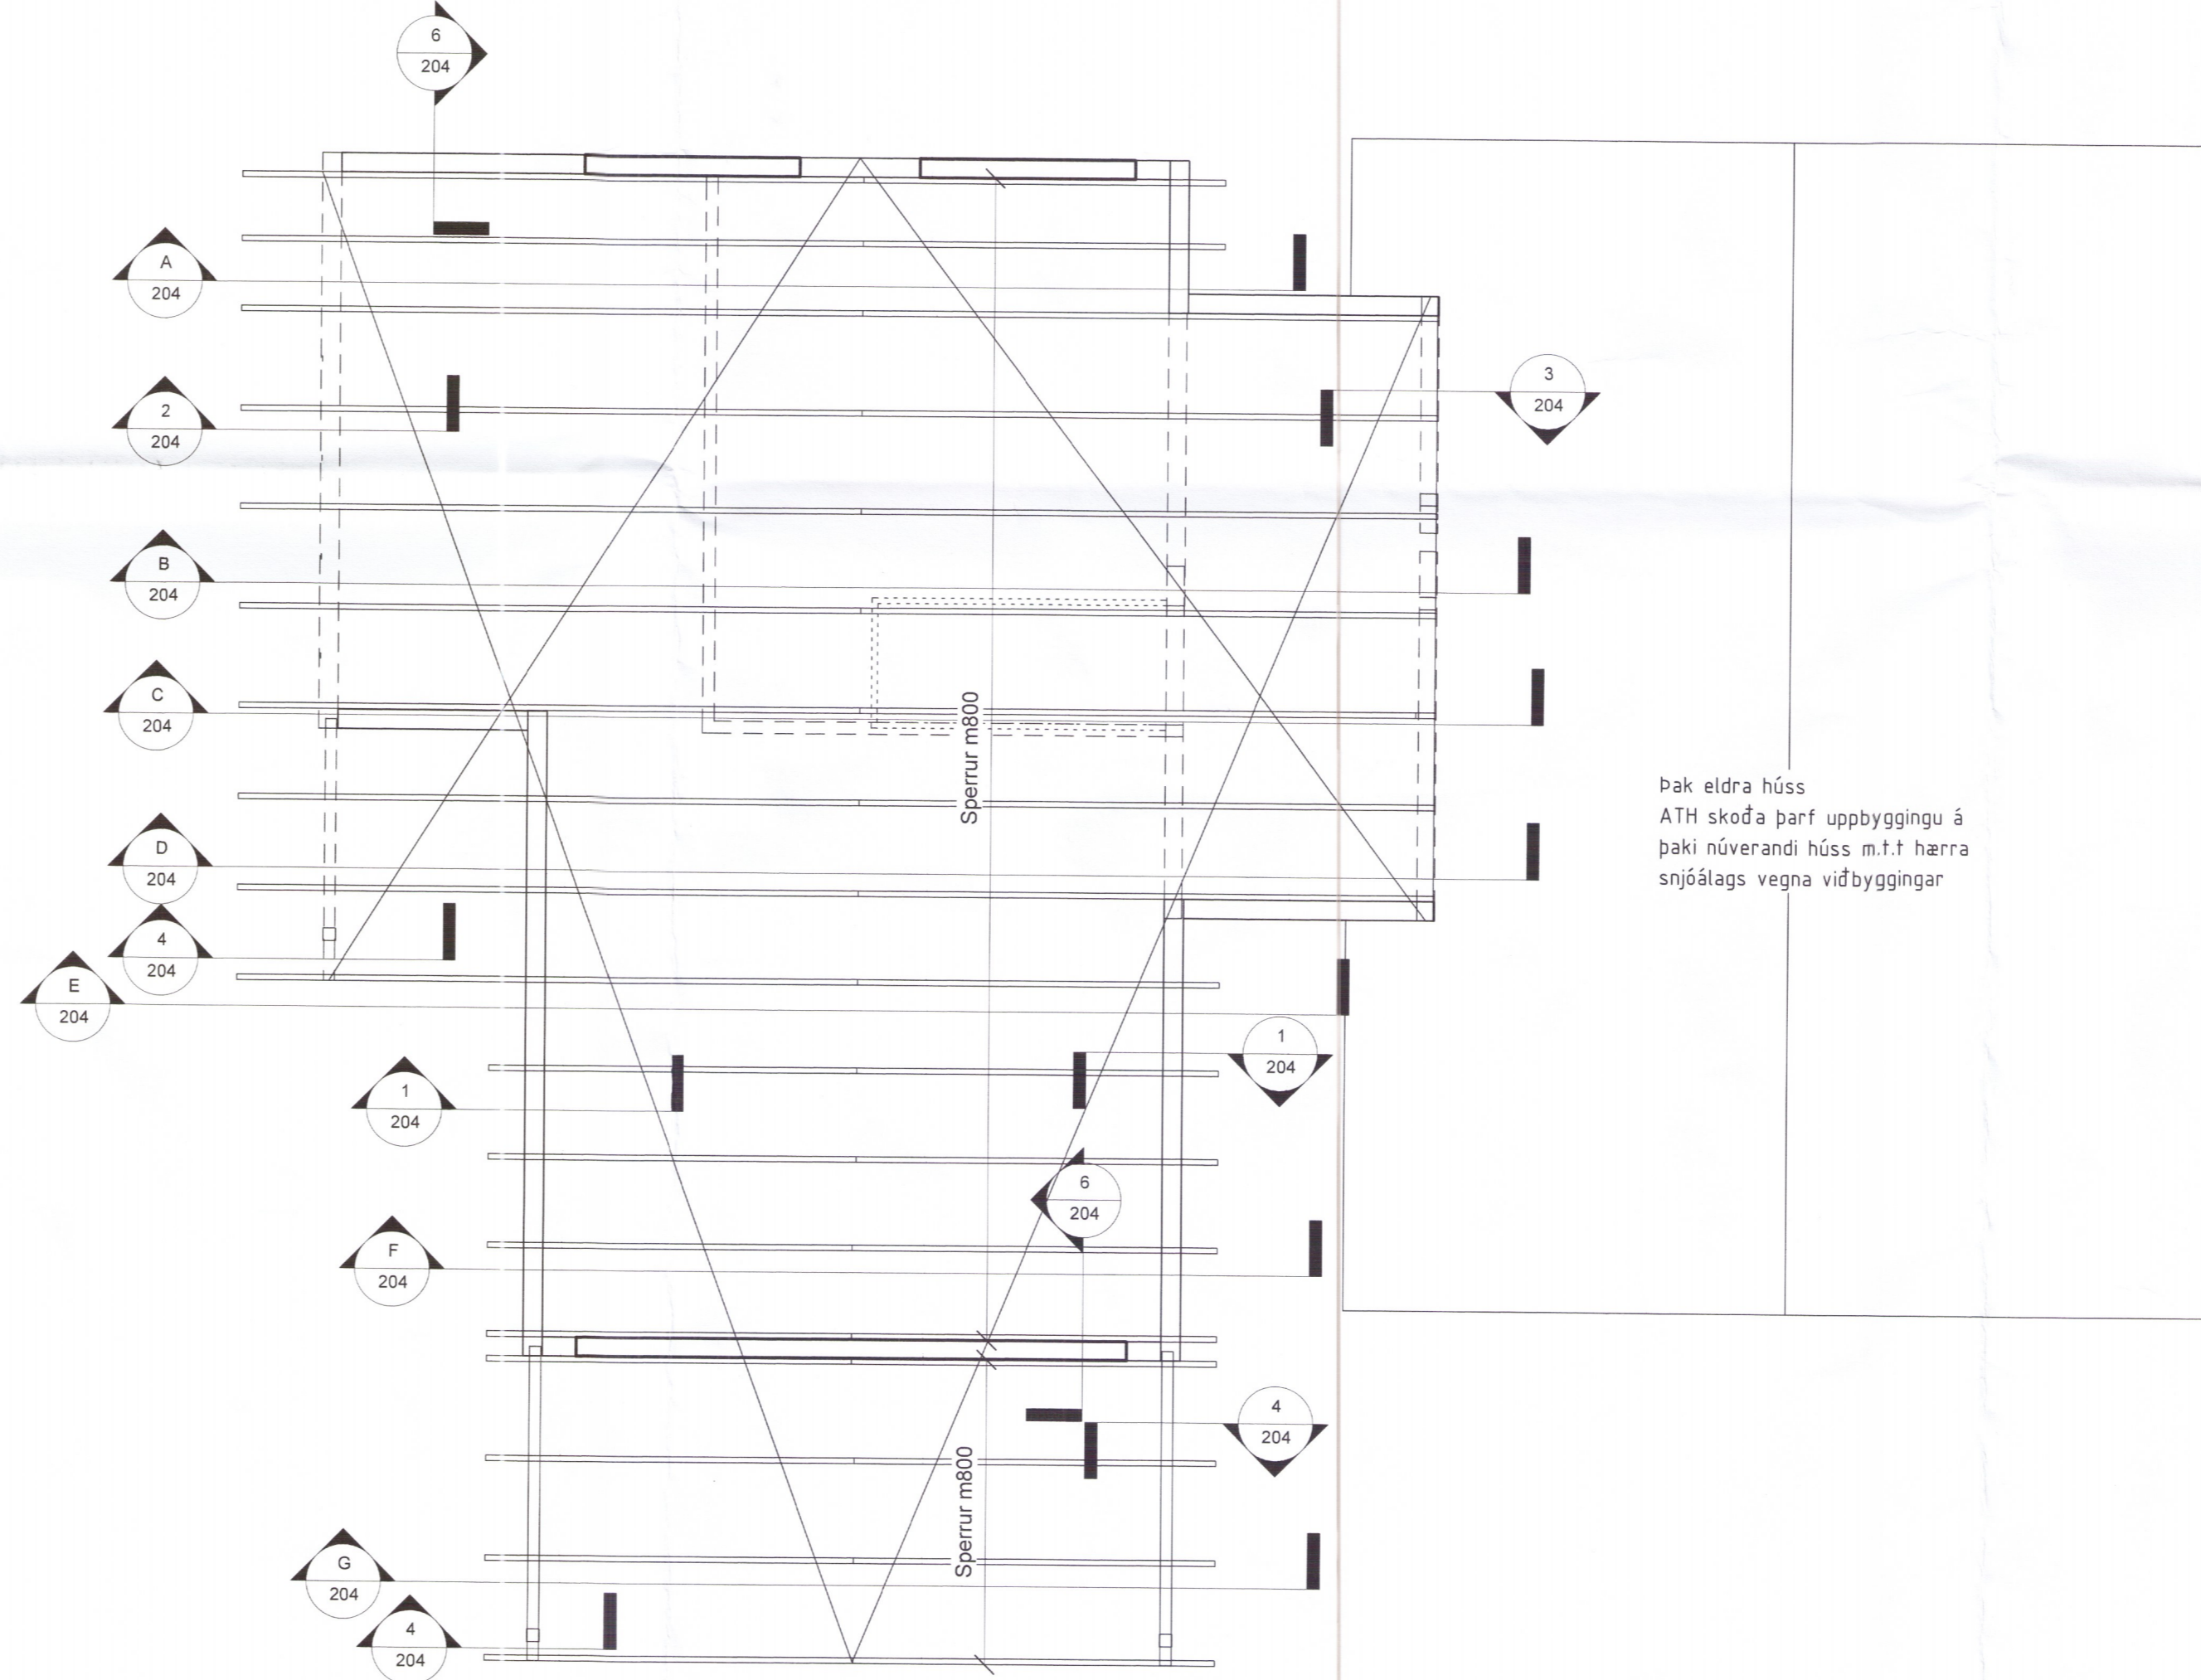 6
204
A
204
2
204
3
204
B
204
C
204
Sperrur m800
Þak eldra húss
ATH skoða þarf uppbyggingu á
þaki núverandi húss m.t.t hærra
snjóálags vegna viðbyggingar
D
204
4
204
E
204
1
204
1
204
6
204
F
204
4
204
Sperrur m800
G
204
4
204